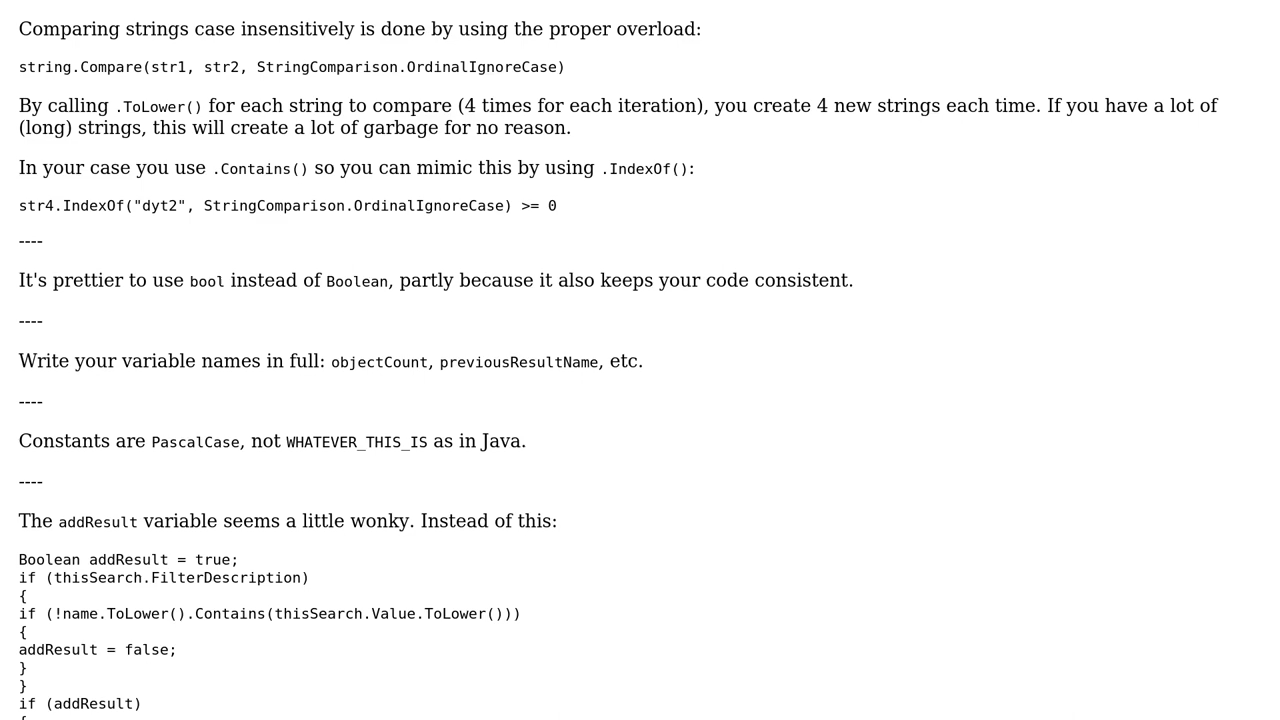 Comparing strings case insensitively is done by using the proper overload:
string.Compare(str1, str2, StringComparison.OrdinalIgnoreCase)
By calling .ToLower() for each string to compare (4 times for each iteration), you create 4 new strings each time. If you have a lot of
(long) strings, this will create a lot of garbage for no reason.
In your case you use .Contains() so you can mimic this by using .IndexOf():
str4.IndexOf("dyt2", StringComparison.OrdinalIgnoreCase) >= 0
----
It's prettier to use bool instead of Boolean, partly because it also keeps your code consistent.
----
Write your variable names in full: objectCount, previousResultName, etc.
----
Constants are PascalCase, not WHATEVER_THIS_IS as in Java.
----
The addResult variable seems a little wonky. Instead of this:
Boolean addResult = true;
if (thisSearch.FilterDescription)
{
if (!name.ToLower().Contains(thisSearch.Value.ToLower()))
{
addResult = false;
}
}
if (addResult)
{